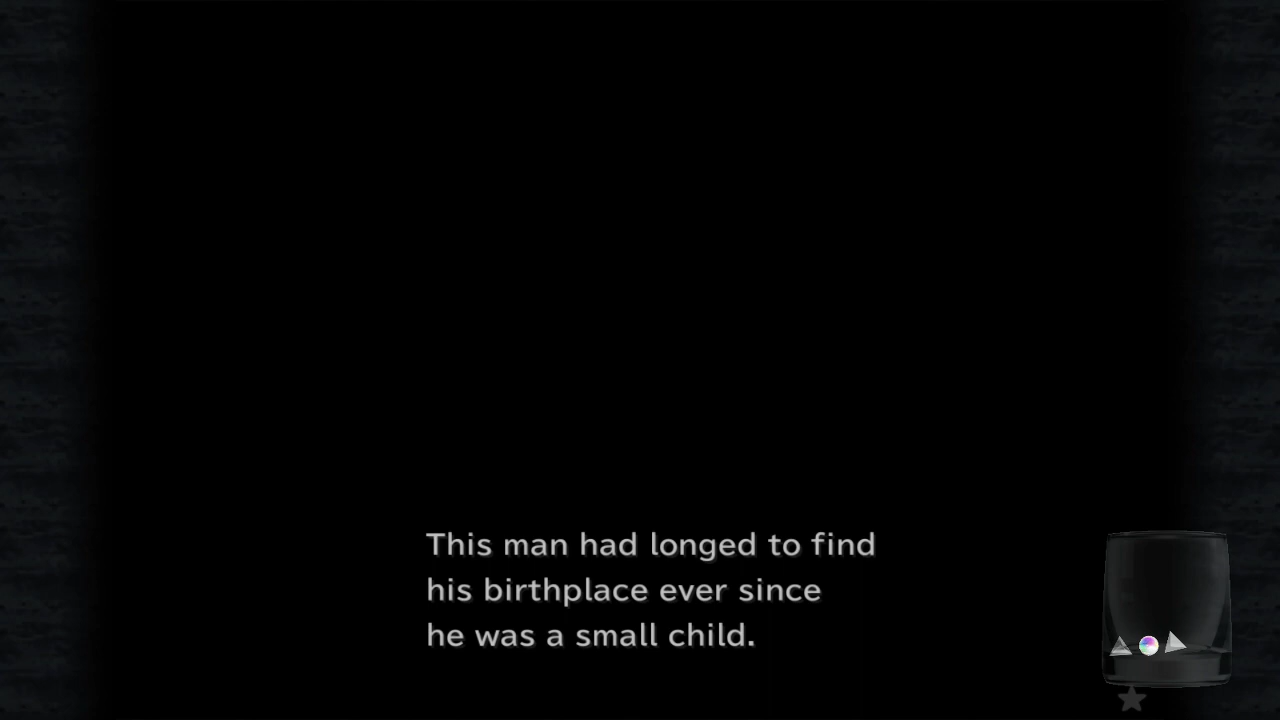 This man had longed to find
his birthplace ever since
he was a small child.